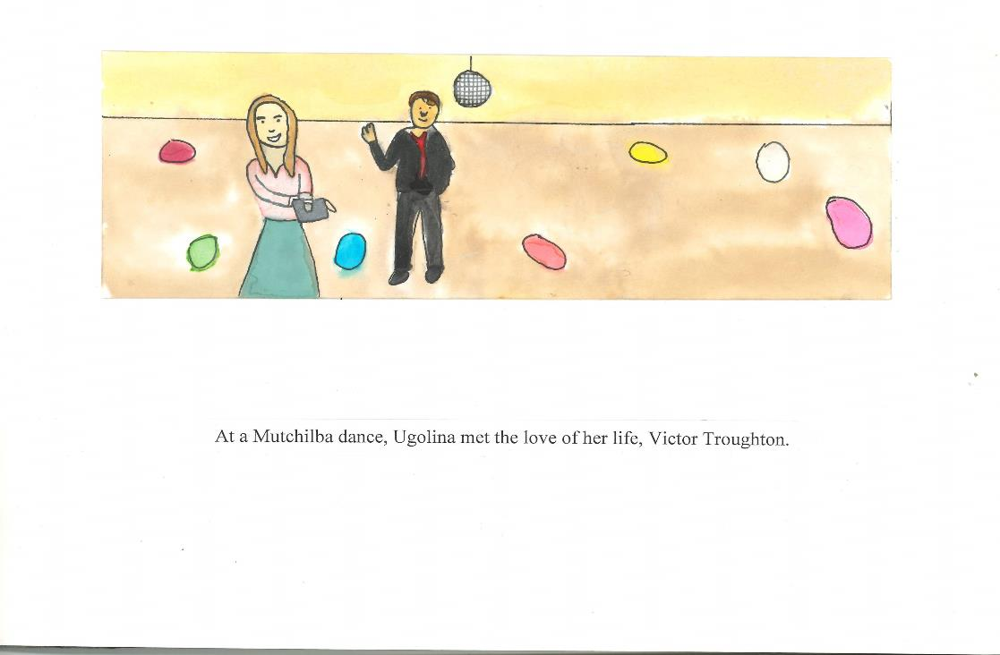 At a Mutchilba dance, Ugolina met the love of her life, Victor Troughton.